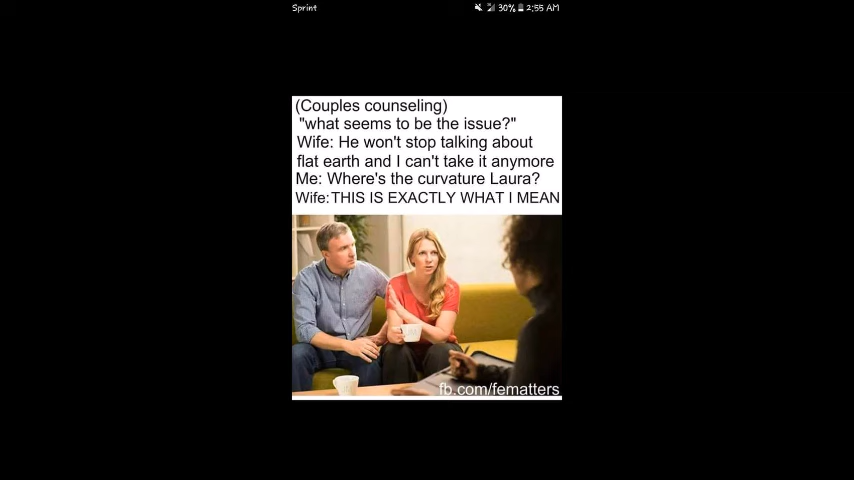 Sprint 30% 2:55 AM
(Couples counseling)
"what seems to be the issue?"
Wife: He won't stop talking about
flat earth and I can't take it anymore
Me: Where's the curvature Laura?
Wife: THIS IS EXACTLY WHAT I MEAN
fb.com/fematters